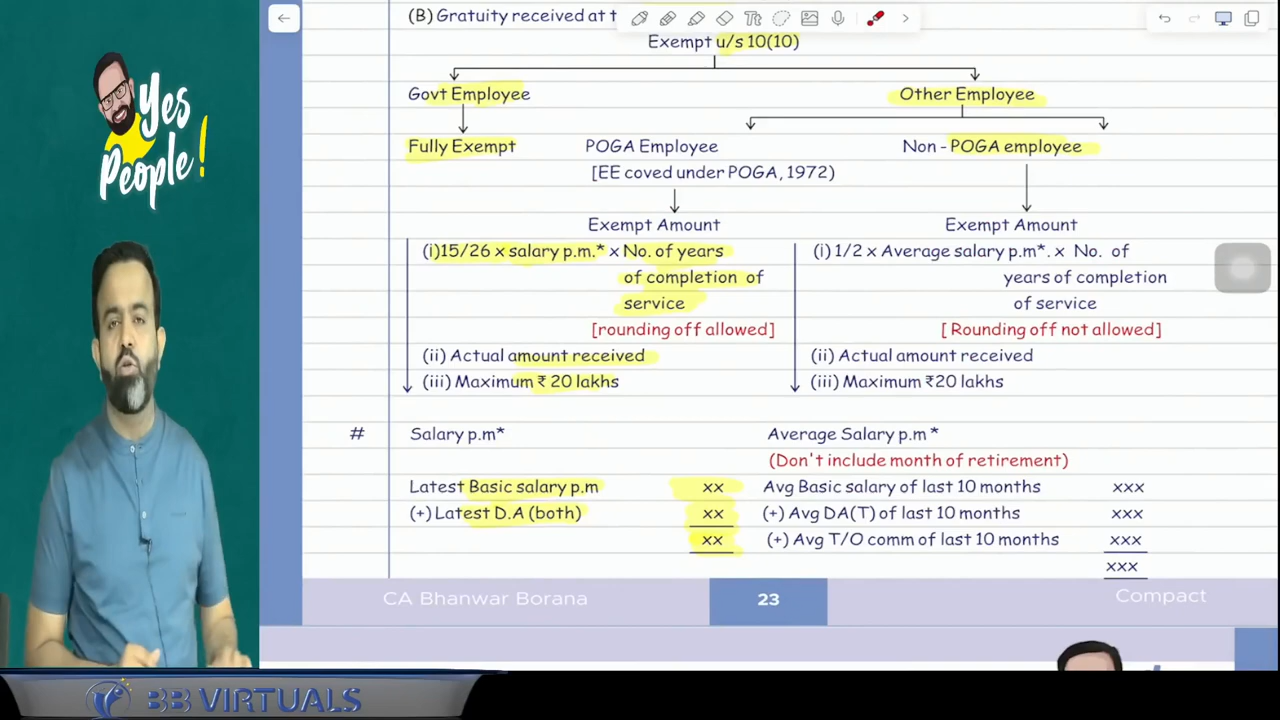 (B) Gratuity received at t
Tt
Exempt u/s 10(10)
Govt Employee
Other Employee
Fully Exempt
POGA Employee
Non - POGA employee
[EE coved under POGA, 1972)
Exempt Amount
Exempt Amount
(i)15/26 x salary p.m.* x No. of years
of completion of
service
[rounding off allowed]
(ii) Actual amount received
(iii) Maximum ₹ 20 lakhs
(i) 1/2 x Average salary p.m*. x No. of
years of completion
of service
[ Rounding off not allowed]
(ii) Actual amount received
(iii) Maximum ₹20 lakhs
# Salary p.m*
Average Salary p.m *
(Don't include month of retirement)
Latest Basic salary p.m xx
(+) Latest D.A (both) xx
xx
Avg Basic salary of last 10 months xxx
(+) Avg DA(T) of last 10 months xxx
(+) Avg T/O comm of last 10 months xxx
xxx
CA Bhanwar Borana
23
Compact
Yes
People!
BB VIRTUALS